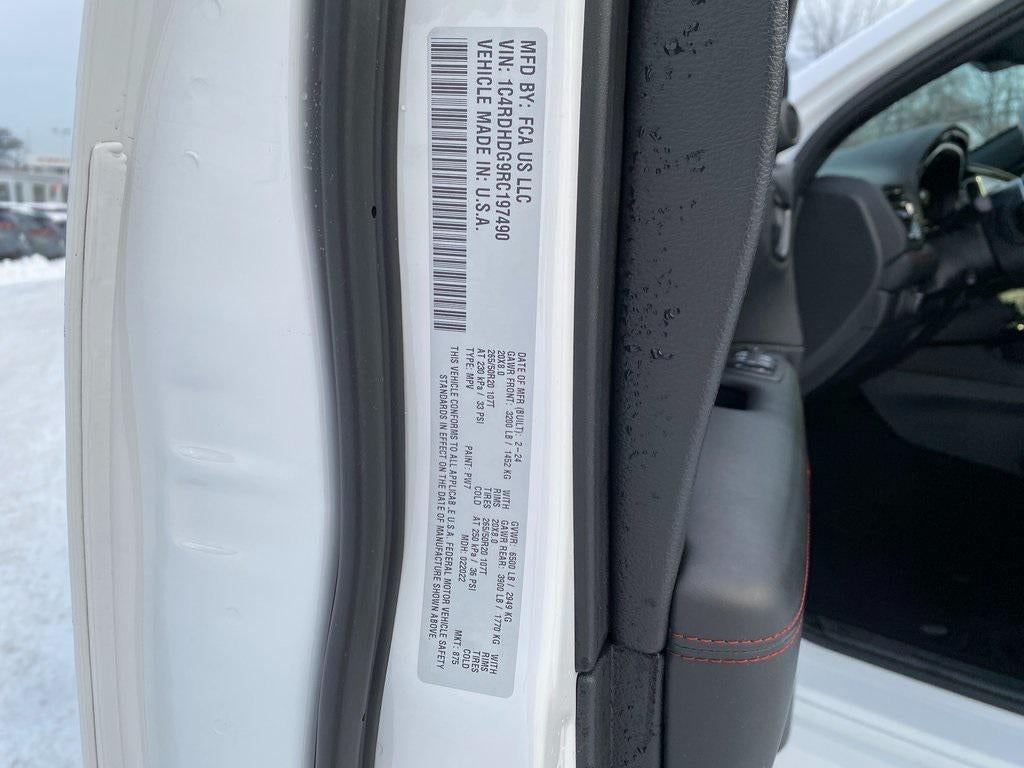 MFD BY: FCA US LLC
VIN: 1C4RDHDG9RC197490
VEHICLE MADE IN: U.S.A.
DATE OF MFR (BUILT): 2-24 GVWR: 6500 LB / 2949 KG
GAWR FRONT: 3200 LB / 1452 KG WITH GAWR REAR: 3900 LB / 1770 KG WITH
20X8.0 RIMS 20X8.0 RIMS
265/50R20 107T TIRES 265/50R20 107T TIRES
AT 230 kPa / 33 PSI COLD AT 250 kPa / 36 PSI COLD
TYPE: MPV PAINT: PW7 MDH: 022022 MKT: 875
THIS VEHICLE CONFORMS TO ALL APPLICAB.E U.S.A. FEDERAL MOTOR VEHICLE SAFETY
STANDARDS IN EFFECT ON THE DATE OF MANUFACTURE SHOWN ABOVE.